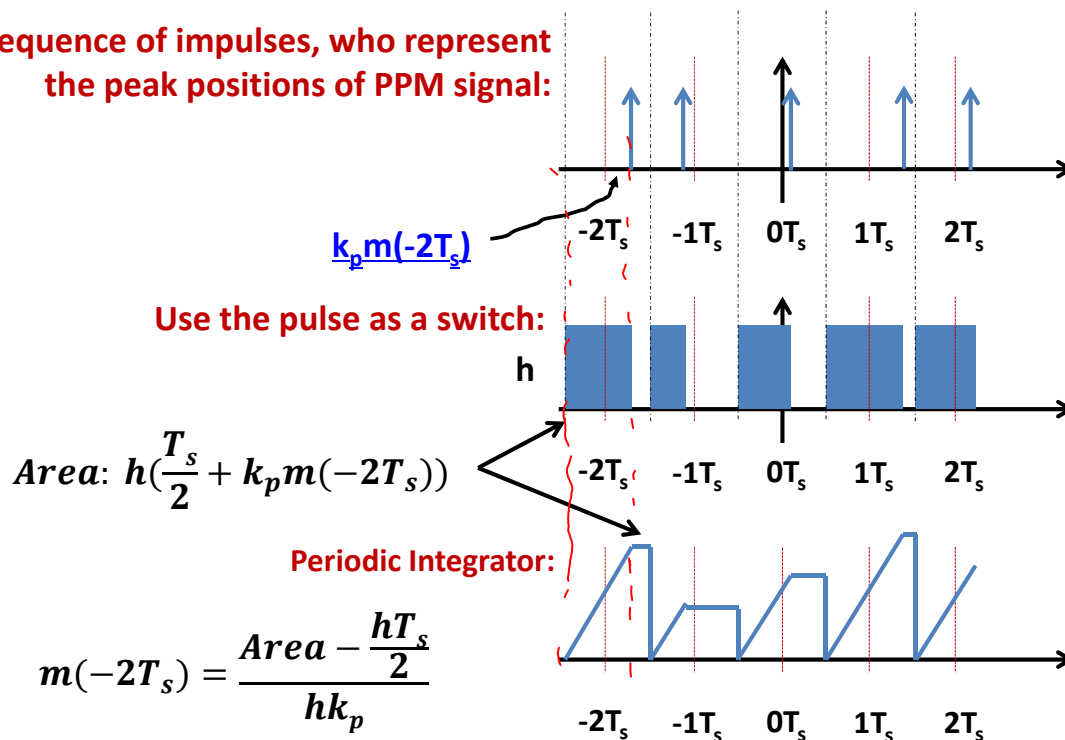 equence of impulses, who represent
the peak positions of PPM signal:
-2Tₛ -1Tₛ 0Tₛ 1Tₛ 2Tₛ
kₚm(-2Tₛ)
Use the pulse as a switch:
h
-2Tₛ -1Tₛ 0Tₛ 1Tₛ 2Tₛ
Area: h(Tₛ/2 + kₚm(−2Tₛ))
Periodic Integrator:
m(−2Tₛ) = (Area − hTₛ/2)/(hkₚ)
-2Tₛ -1Tₛ 0Tₛ 1Tₛ 2Tₛ